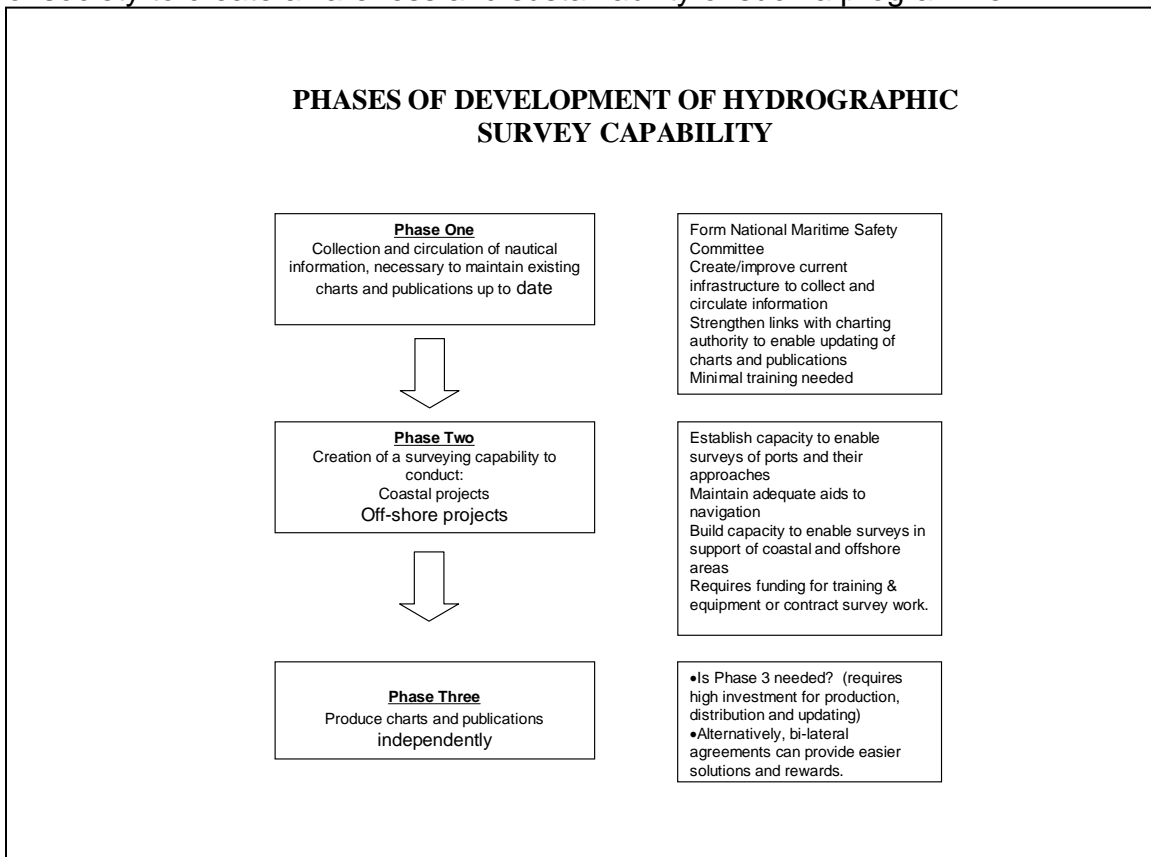 PHASES OF DEVELOPMENT OF HYDROGRAPHIC
SURVEY CAPABILITY
Phase One
Collection and circulation of nautical
information, necessary to maintain existing
charts and publications up to date
Form National Maritime Safety
Committee
Create/improve current
infrastructure to collect and
circulate information
Strengthen links with charting
authority to enable updating of
charts and publications
Minimal training needed
Phase Two
Creation of a surveying capability to
conduct:
Coastal projects
Off-shore projects
Establish capacity to enable
surveys of ports and their
approaches
Maintain adequate aids to
navigation
Build capacity to enable surveys in
support of coastal and offshore
areas
Requires funding for training &
equipment or contract survey work.
Phase Three
Produce charts and publications
independently
•Is Phase 3 needed? (requires
high investment for production,
distribution and updating)
•Alternatively, bi-lateral
agreements can provide easier
solutions and rewards.